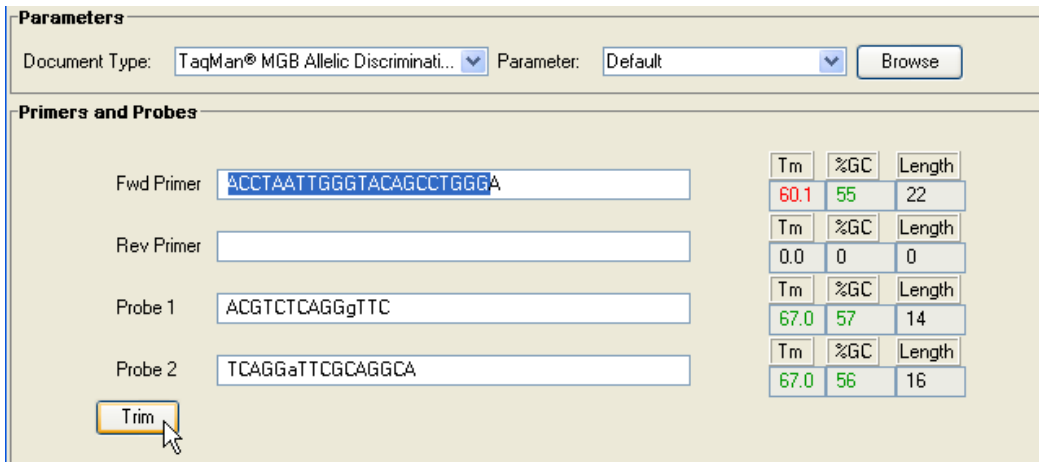 Parameters
Document Type: TaqMan® MGB Allelic Discriminati... Parameter: Default Browse
Primers and Probes
Tm %GC Length
Fwd Primer ACCTAATTGGGTACAGCCTGGGA 60.1 55 22
Tm %GC Length
Rev Primer 0.0 0 0
Tm %GC Length
Probe 1 ACGTCTCAGGgTTC 67.0 57 14
Tm %GC Length
Probe 2 TCAGGaTTCGCAGGCA 67.0 56 16
Trim